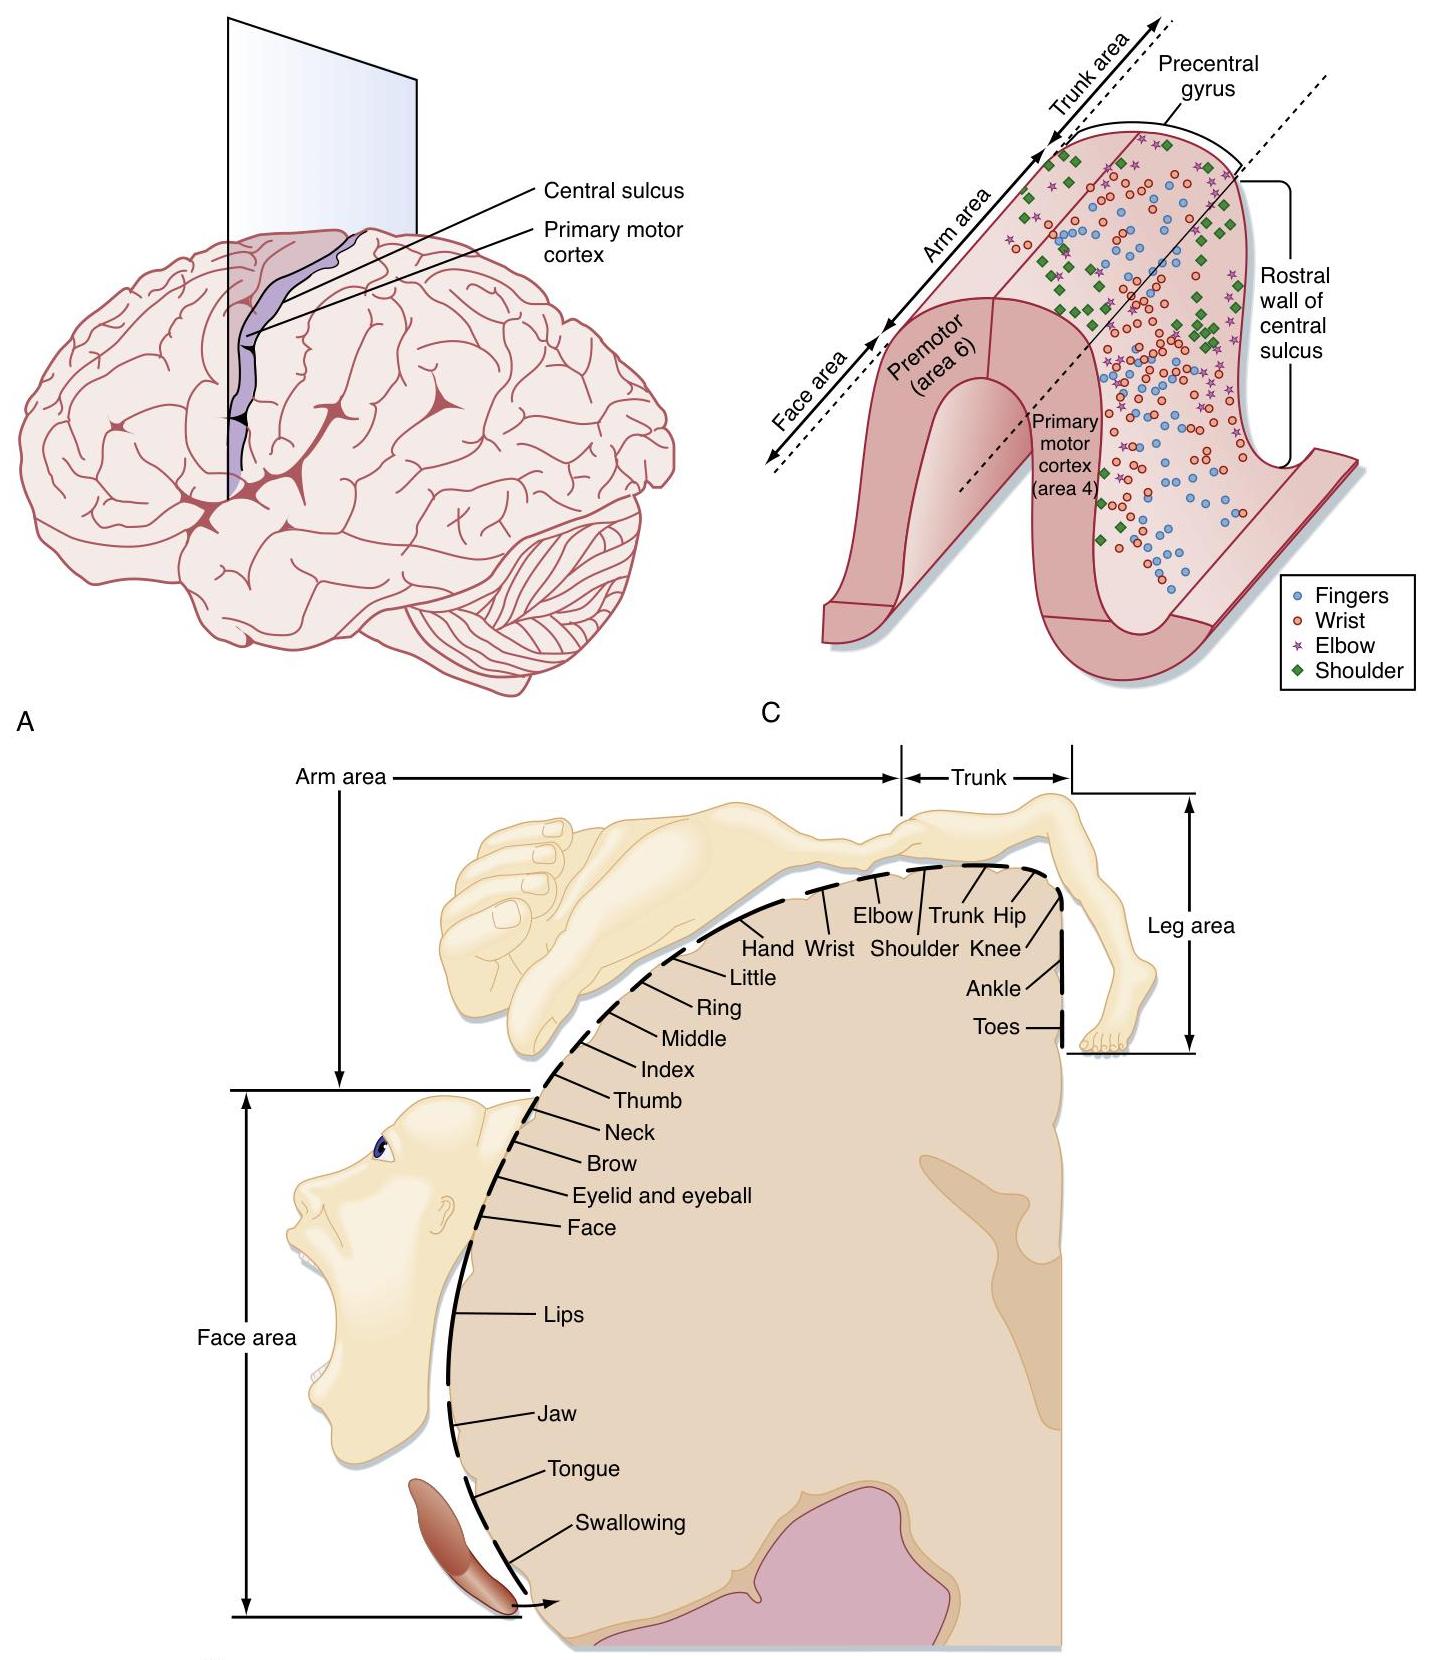 Central sulcus
Primary motor
cortex
A
Trunk area
Precentral
gyrus
Arm area
Face area
Premotor
(area 6)
Primary
motor
cortex
(area 4)
Rostral
wall of
central
sulcus
Fingers
Wrist
Elbow
Shoulder
C
Arm area
Trunk
Leg area
Elbow Trunk Hip
Hand Wrist Shoulder Knee
Little
Ankle
Ring
Toes
Middle
Index
Thumb
Neck
Brow
Eyelid and eyeball
Face
Lips
Face area
Jaw
Tongue
Swallowing